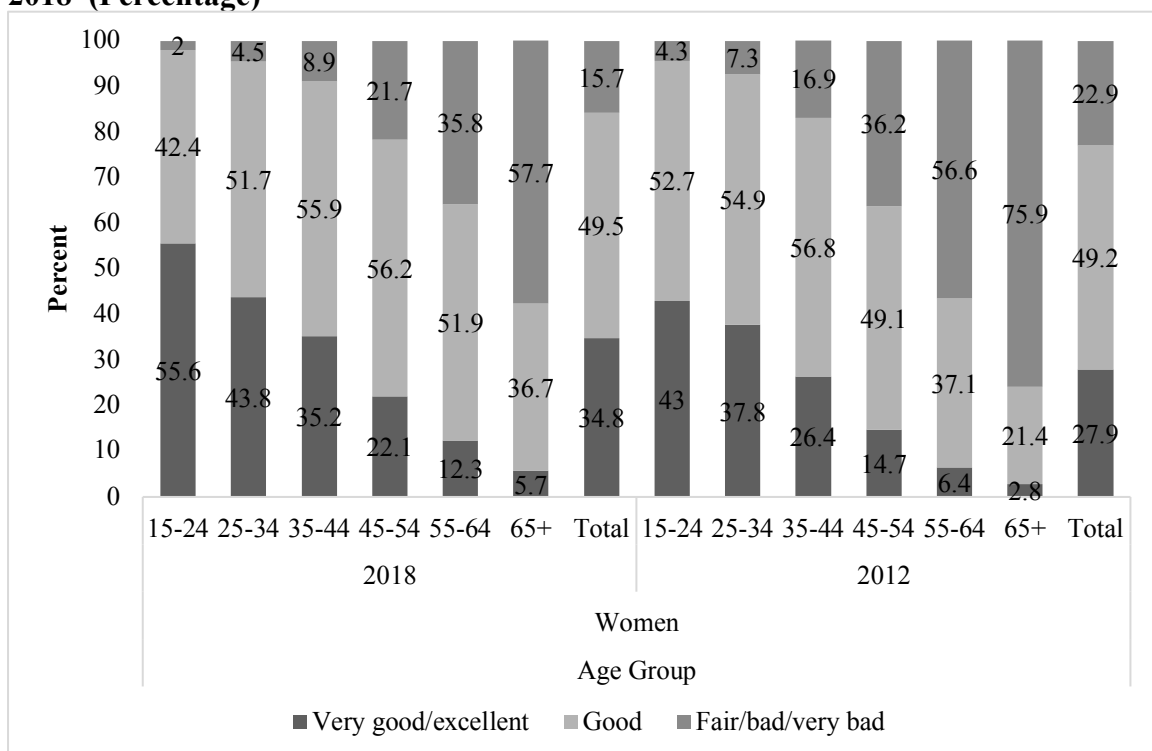 2018 (Percentage)
100
90
80
70
60
50
40
30
20
10
0
Percent
2 4.5 8.9 21.7 35.8 57.7 15.7 4.3 7.3 16.9 36.2 56.6 75.9 22.9
42.4 51.7 55.9 56.2 51.9 36.7 49.5 52.7 54.9 56.8 49.1 37.1 21.4 49.2
55.6 43.8 35.2 22.1 12.3 5.7 34.8 43 37.8 26.4 14.7 6.4 2.8 27.9
15-24 25-34 35-44 45-54 55-64 65+ Total 15-24 25-34 35-44 45-54 55-64 65+ Total
2018 2012
Women
Age Group
Very good/excellent Good Fair/bad/very bad